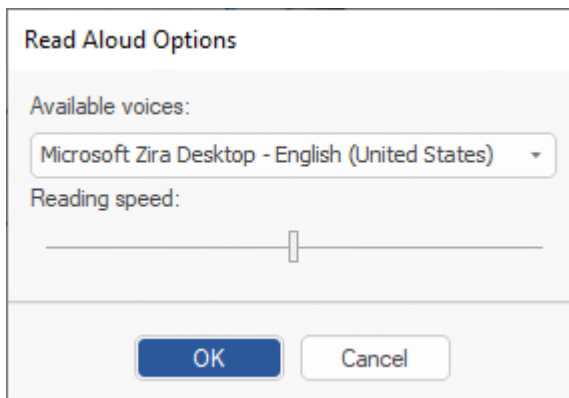 Read Aloud Options
Available voices:
Microsoft Zira Desktop - English (United States)
Reading speed:
OK
Cancel